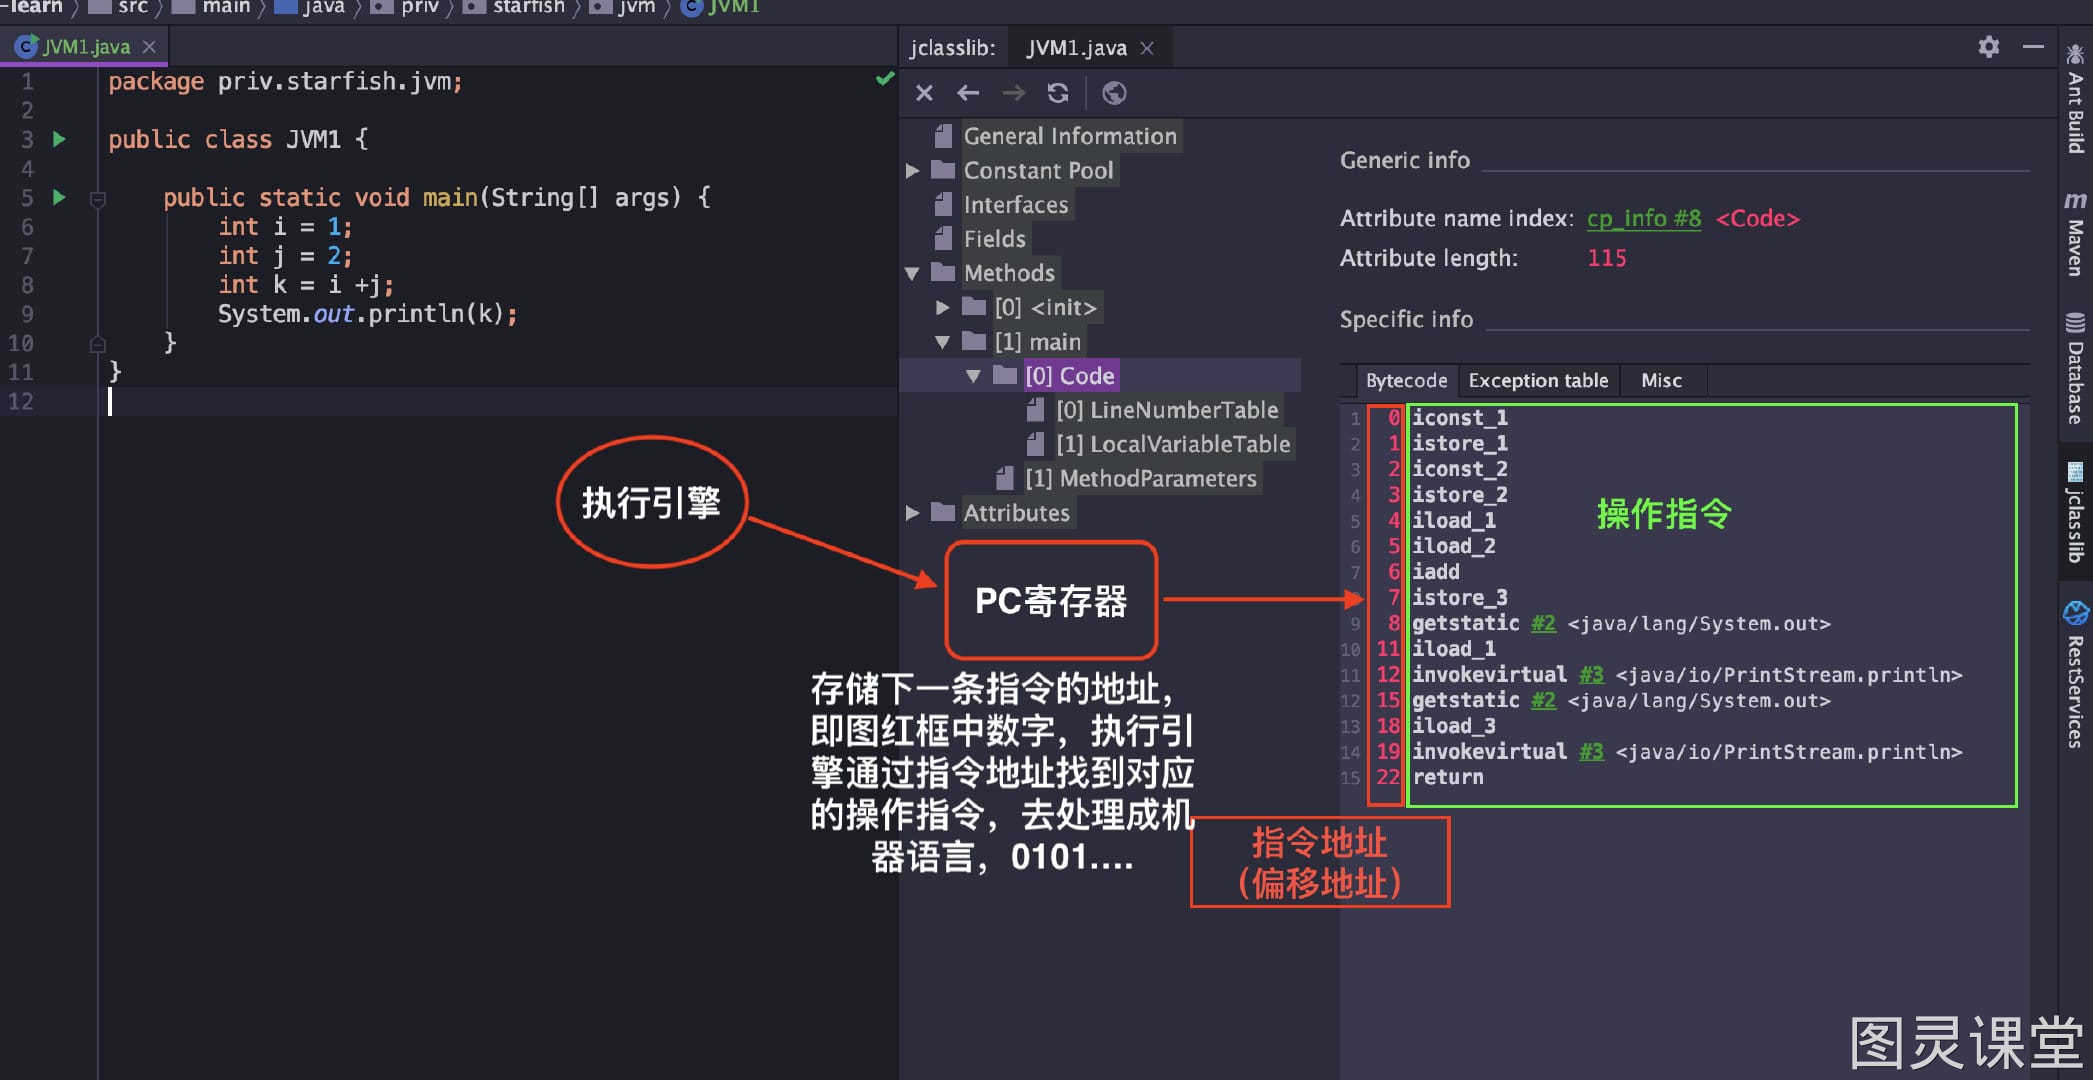 -learn 〉 src 〉 main 〉 java 〉 priv 〉 starfish 〉 jvm 〉 JVM1
JVM1.java
1 package priv.starfish.jvm;
2
3 public class JVM1 {
4
5 public static void main(String[] args) {
6 int i = 1;
7 int j = 2;
8 int k = i +j;
9 System.out.println(k);
10 }
11 }
12
执行引擎
PC寄存器
存储下一条指令的地址，
即图红框中数字，执行引
擎通过指令地址找到对应
的操作指令，去处理成机
器语言，0101....
jclasslib: JVM1.java
General Information
Constant Pool
Interfaces
Fields
Methods
[0] <init>
[1] main
[0] Code
[0] LineNumberTable
[1] LocalVariableTable
[1] MethodParameters
Attributes
Generic info
Attribute name index: cp_info #8 <Code>
Attribute length: 115
Specific info
Bytecode Exception table Misc
1 0 iconst_1
2 1 istore_1
3 2 iconst_2
4 3 istore_2
5 4 iload_1
6 5 iload_2
7 6 iadd
7 istore_3
9 8 getstatic #2 <java/lang/System.out>
10 11 iload_1
11 12 invokevirtual #3 <java/io/PrintStream.println>
12 15 getstatic #2 <java/lang/System.out>
13 18 iload_3
14 19 invokevirtual #3 <java/io/PrintStream.println>
15 22 return
操作指令
指令地址
（偏移地址）
Ant Build
Maven
Database
jclasslib
RestServices
图灵课堂